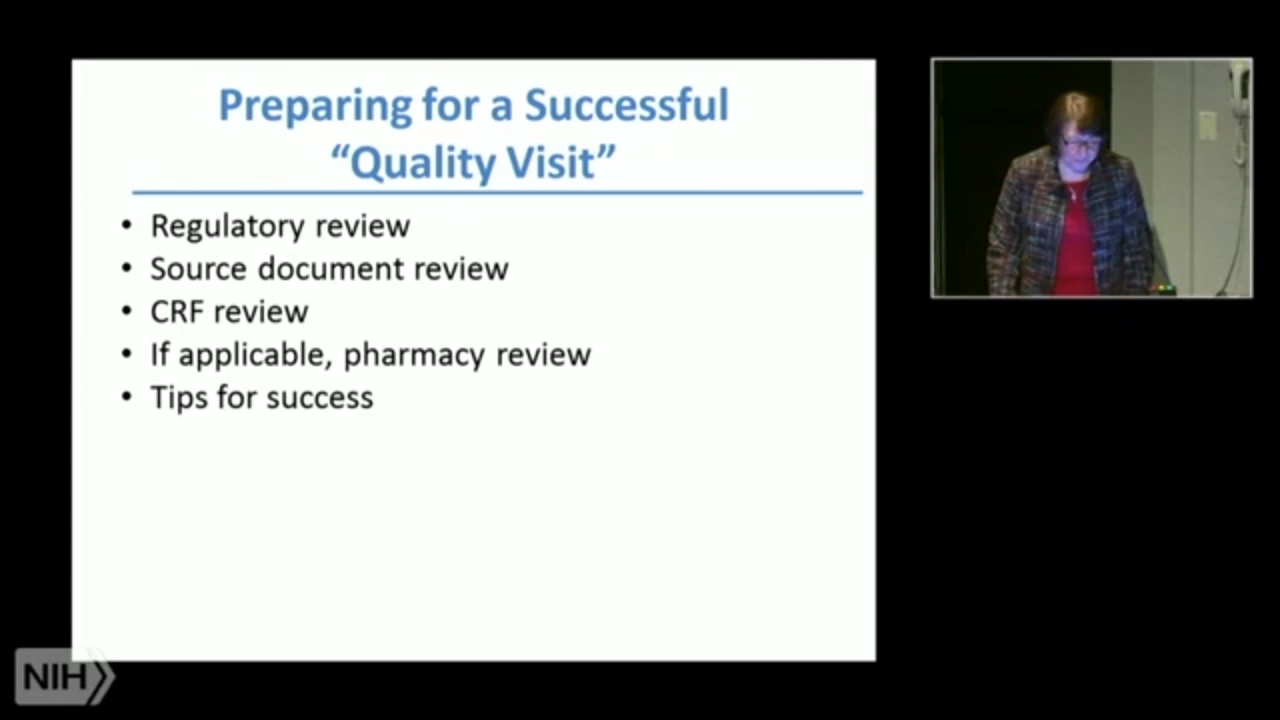 Preparing for a Successful
“Quality Visit”
• Regulatory review
• Source document review
• CRF review
• If applicable, pharmacy review
• Tips for success
NIH